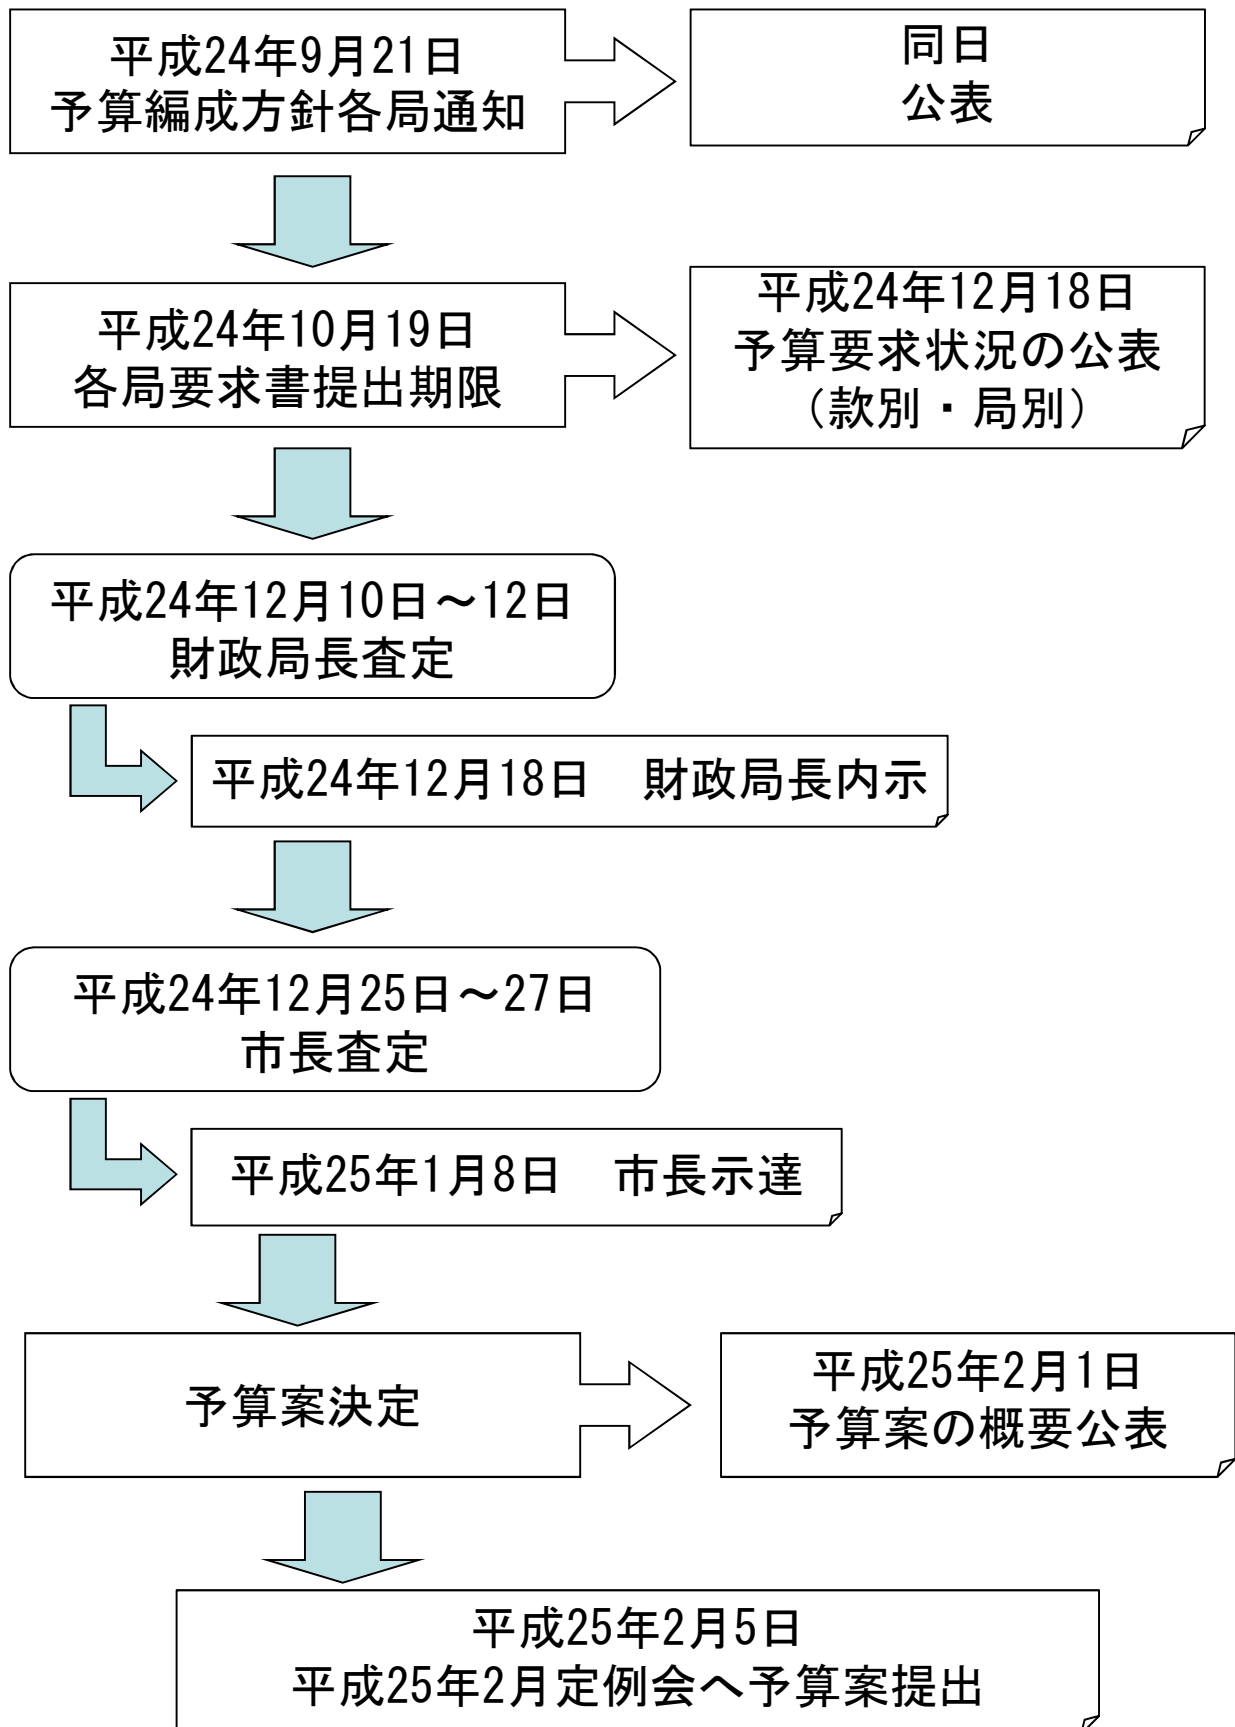 平成24年9月21日
予算編成方針各局通知
同日
公表
平成24年10月19日
各局要求書提出期限
平成24年12月18日
予算要求状況の公表
（款別・局別）
平成24年12月10日～12日
財政局長査定
平成24年12月18日　財政局長内示
平成24年12月25日～27日
市長査定
平成25年1月8日　市長示達
予算案決定
平成25年2月1日
予算案の概要公表
平成25年2月5日
平成25年2月定例会へ予算案提出